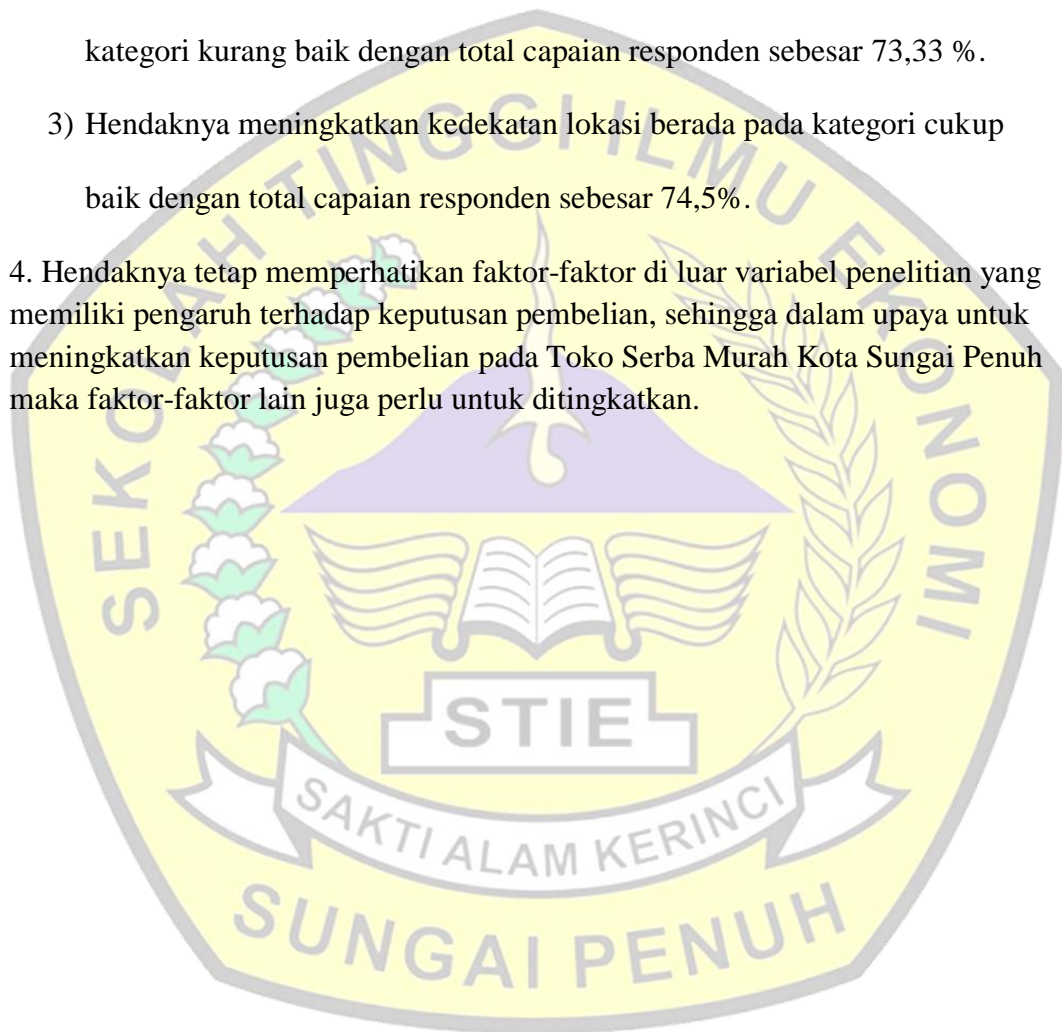 kategori kurang baik dengan total capaian responden sebesar 73,33 %.
3) Hendaknya meningkatkan kedekatan lokasi berada pada kategori cukup
baik dengan total capaian responden sebesar 74,5%.
4. Hendaknya tetap memperhatikan faktor-faktor di luar variabel penelitian yang
memiliki pengaruh terhadap keputusan pembelian, sehingga dalam upaya untuk
meningkatkan keputusan pembelian pada Toko Serba Murah Kota Sungai Penuh
maka faktor-faktor lain juga perlu untuk ditingkatkan.
SEKOLAH TINGGI ILMU EKONOMI
STIE
SAKTI ALAM KERINCI
SUNGAI PENUH